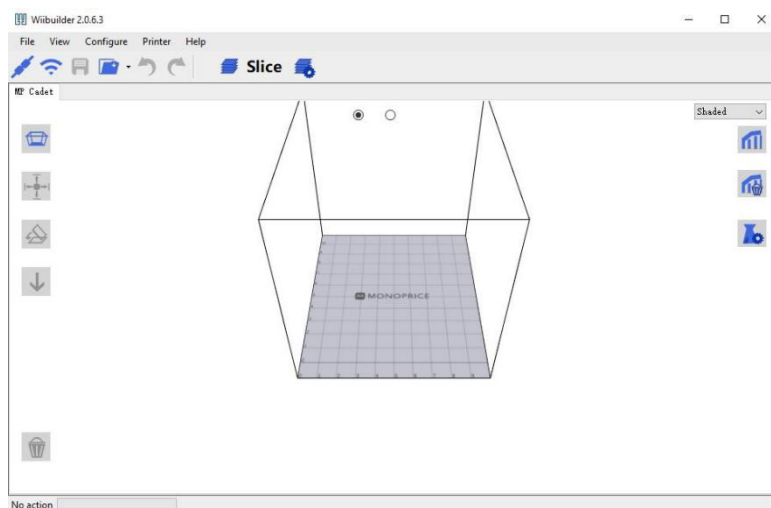 Wiibuilder 2.0.6.3
File View Configure Printer Help
Slice
MP Cadet
Shaded
MONOPRICE
No action